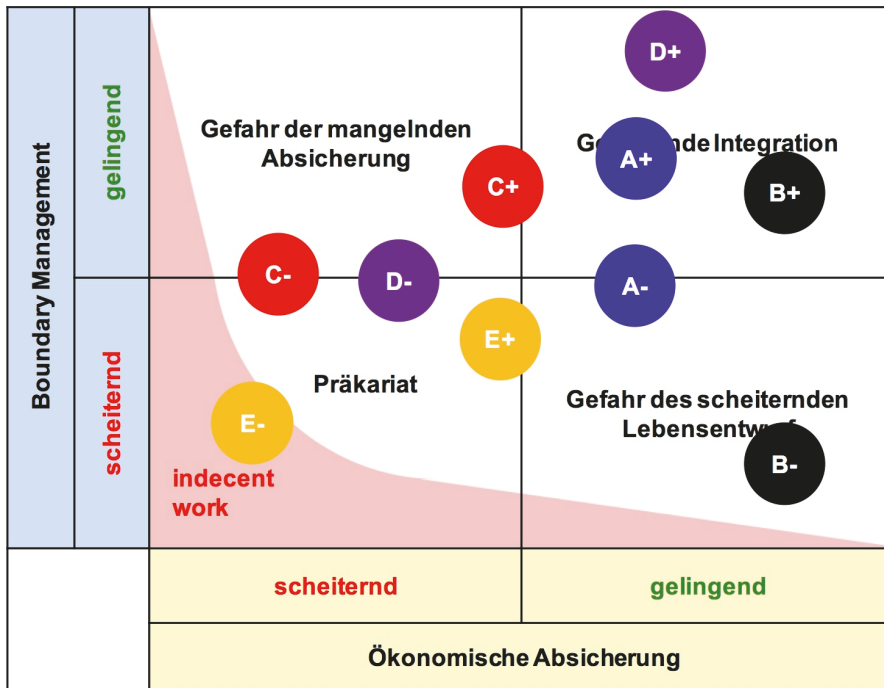 Boundary Management
gelingend
scheiternd
Gefahr der mangelnden
Absicherung
D+
A+
Integration
B+
C+
C-
D-
A-
E+
Präkariat
E-
Gefahr des scheiternden
B-
indecent
work
scheiternd
gelingend
Ökonomische Absicherung